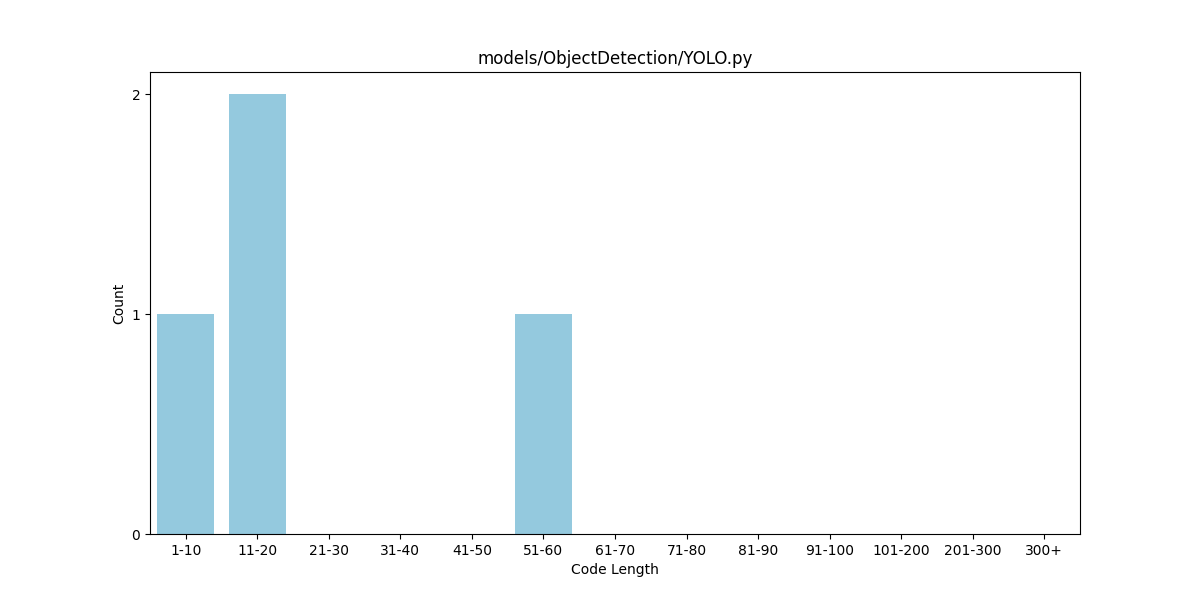 models/ObjectDetection/YOLO.py
Count
2
1
0
1-10 11-20 21-30 31-40 41-50 51-60 61-70 71-80 81-90 91-100 101-200 201-300 300+
Code Length